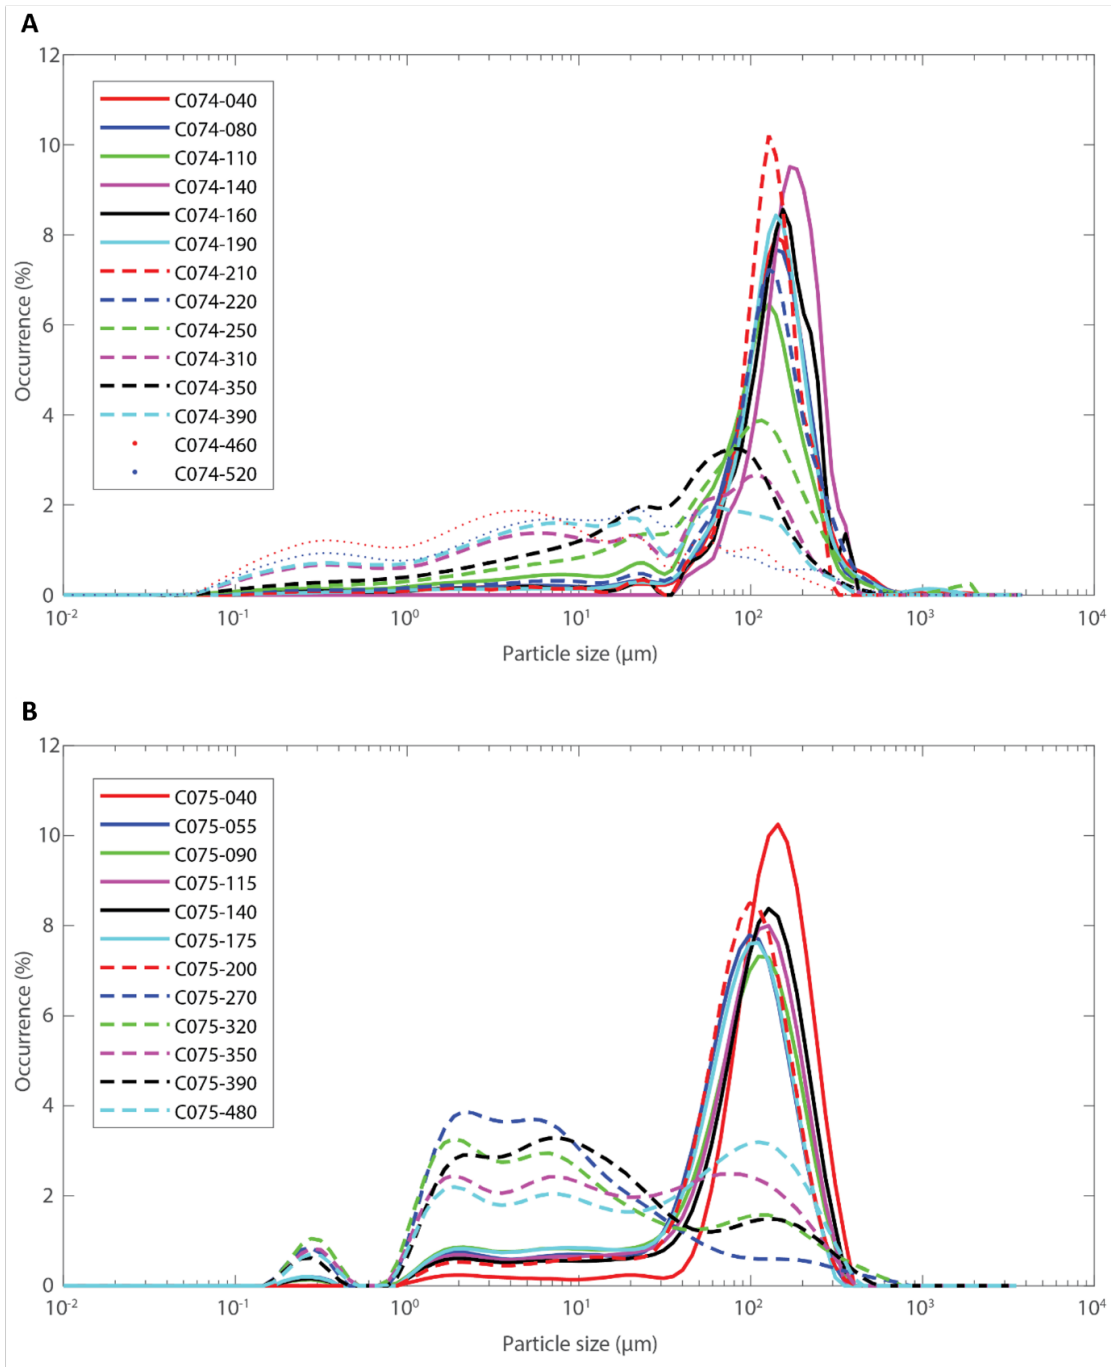 A
12
10
8
6
4
2
0
Occurrence (%)
C074-040
C074-080
C074-110
C074-140
C074-160
C074-190
C074-210
C074-220
C074-250
C074-310
C074-350
C074-390
C074-460
C074-520
10-2 10-1 100 101 102 103 104
Particle size (µm)
B
12
10
8
6
4
2
0
Occurrence (%)
C075-040
C075-055
C075-090
C075-115
C075-140
C075-175
C075-200
C075-270
C075-320
C075-350
C075-390
C075-480
10-2 10-1 100 101 102 103 104
Particle size (µm)